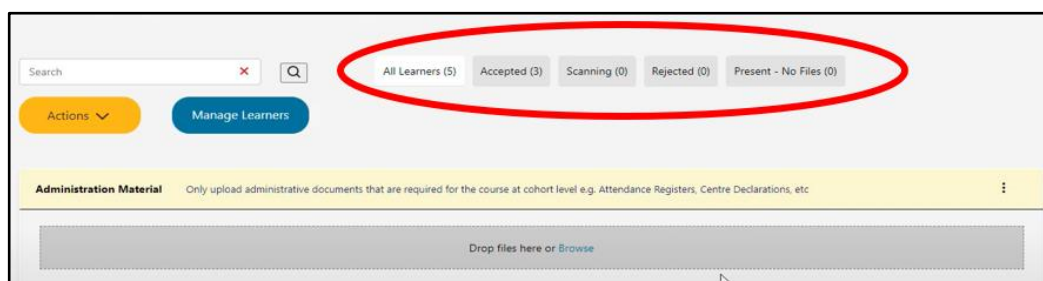 Search
All Learners (5) Accepted (3) Scanning (0) Rejected (0) Present - No Files (0)
Actions
Manage Learners
Administration Material Only upload administrative documents that are required for the course at cohort level e.g. Attendance Registers, Centre Declarations, etc
Drop files here or Browse